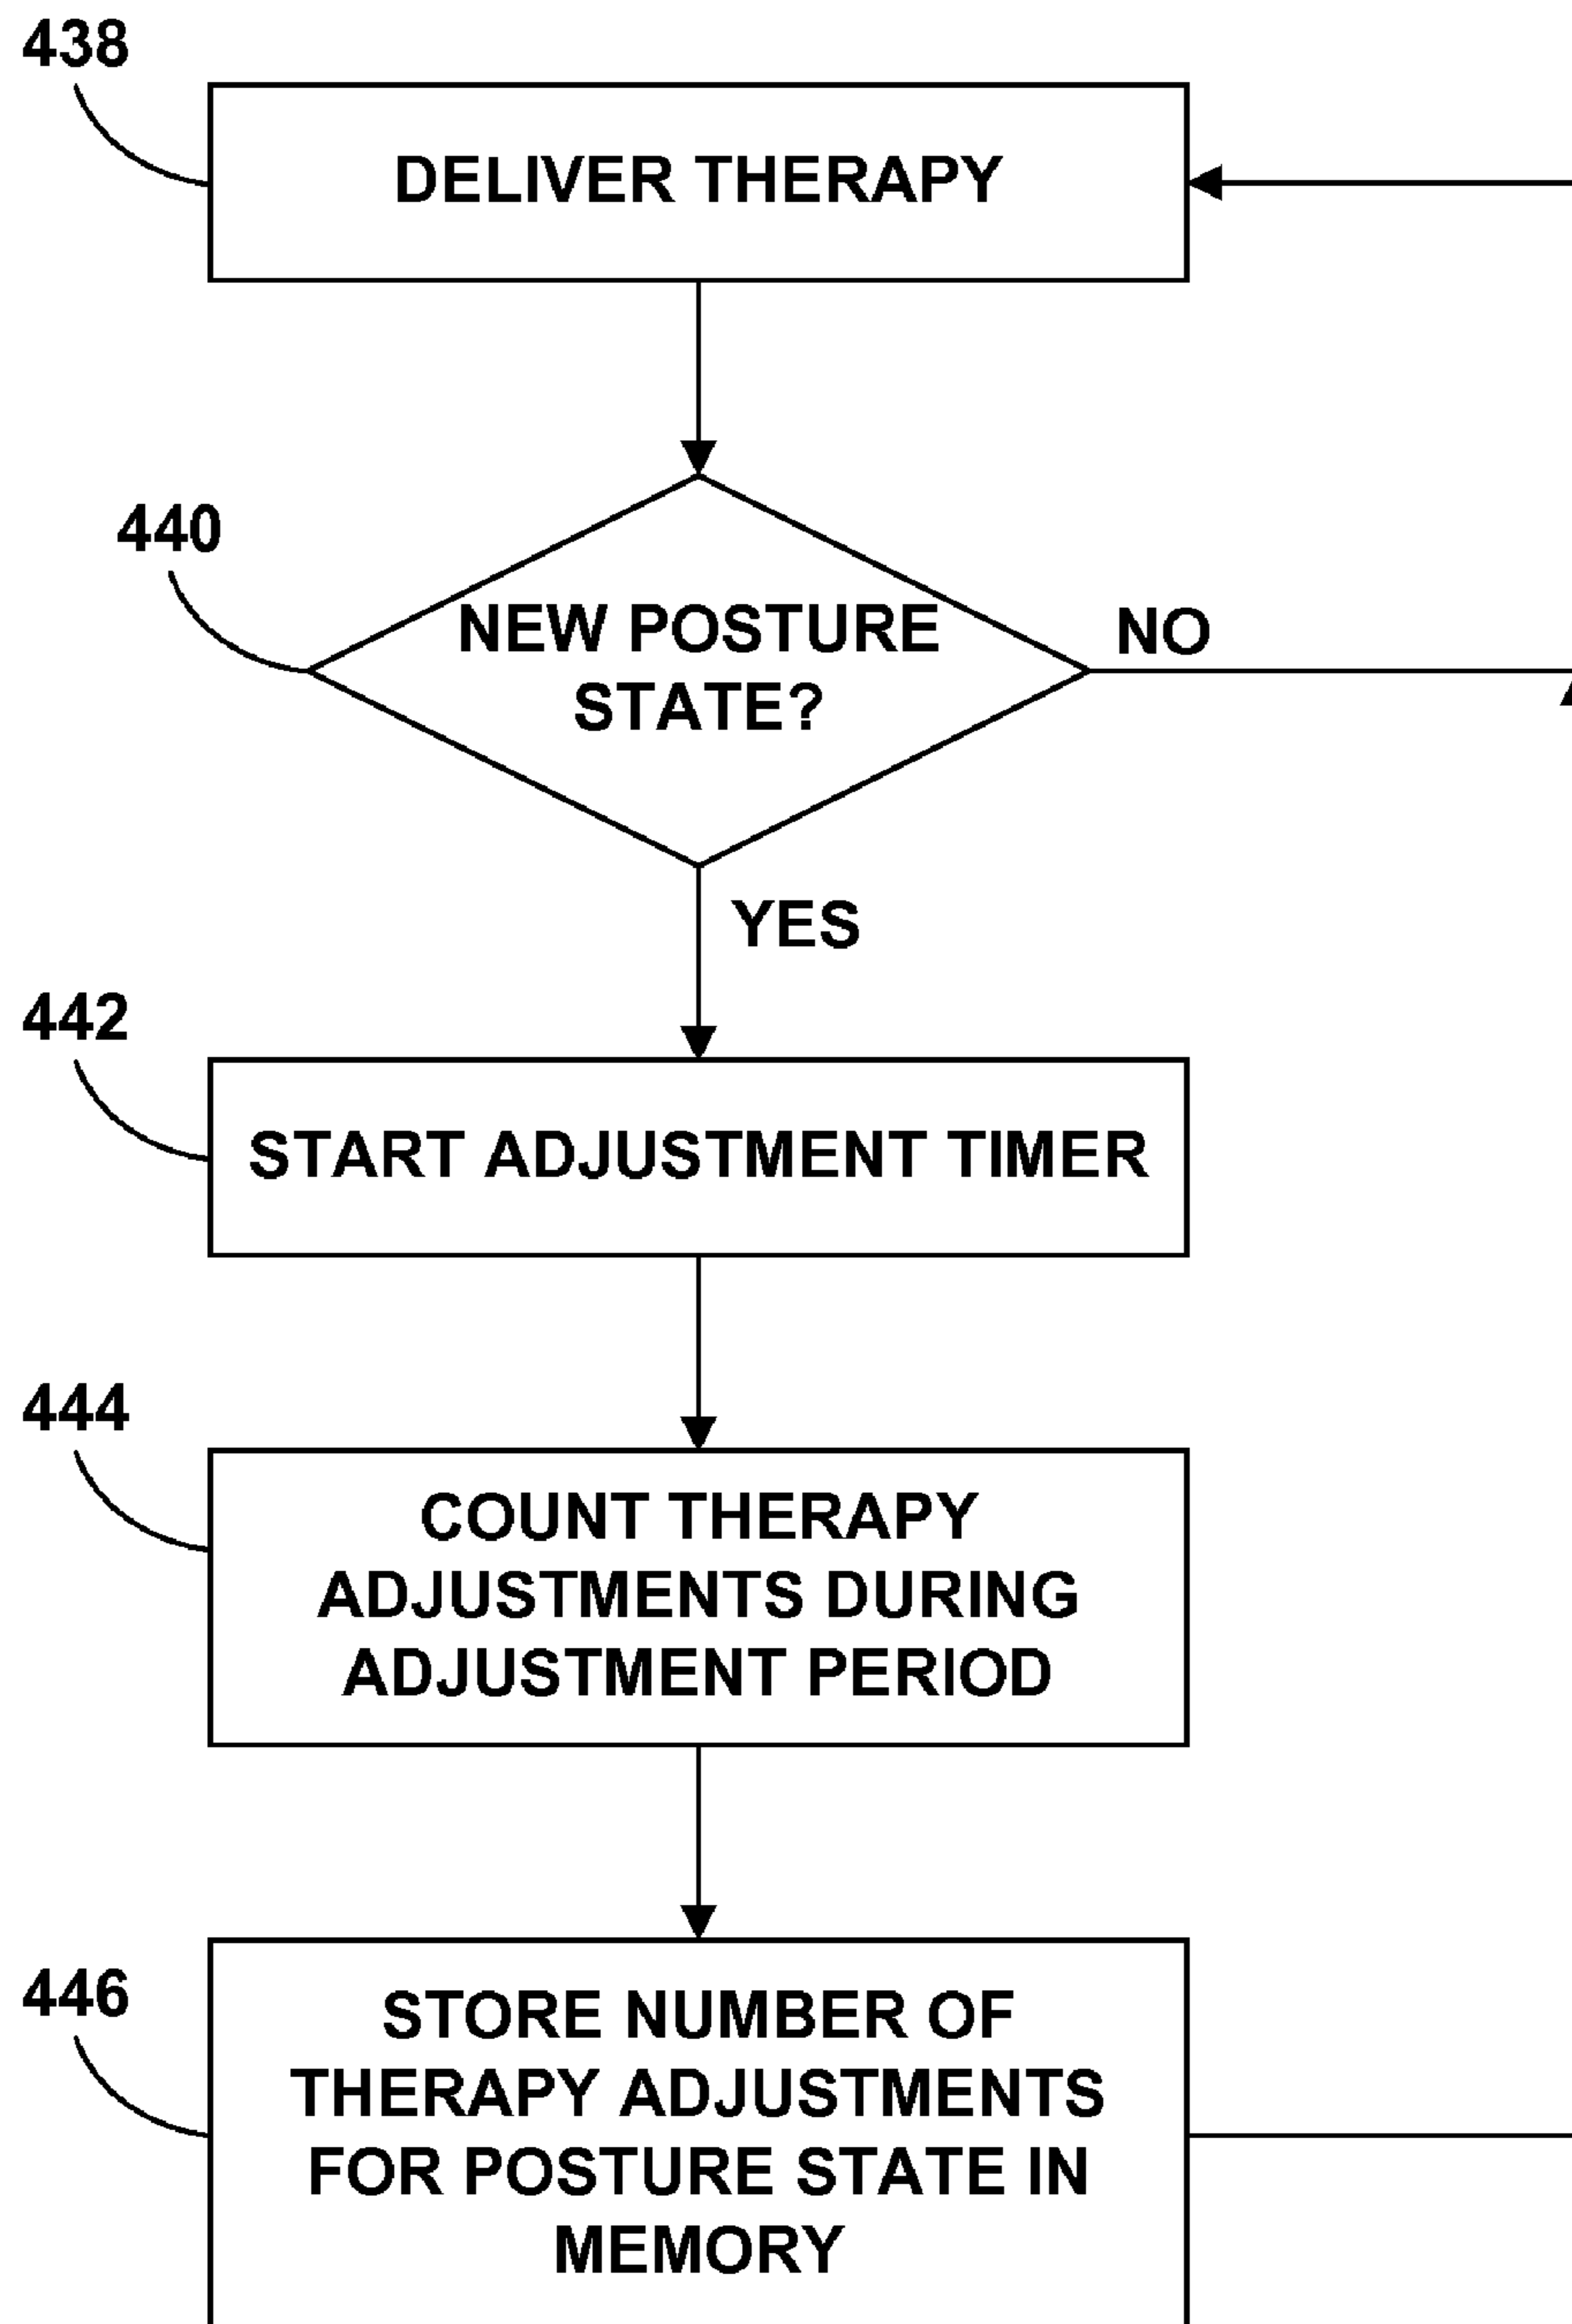 438
DELIVER THERAPY
440
NEW POSTURE
STATE?
NO
YES
442
START ADJUSTMENT TIMER
444
COUNT THERAPY
ADJUSTMENTS DURING
ADJUSTMENT PERIOD
446
STORE NUMBER OF
THERAPY ADJUSTMENTS
FOR POSTURE STATE IN
MEMORY